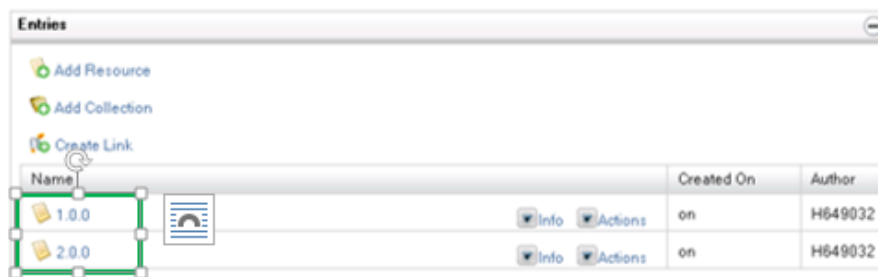 Entries
Add Resource
Add Collection
Create Link
Name Created On Author
1.0.0 Info Actions on H649032
2.0.0 Info Actions on H649032